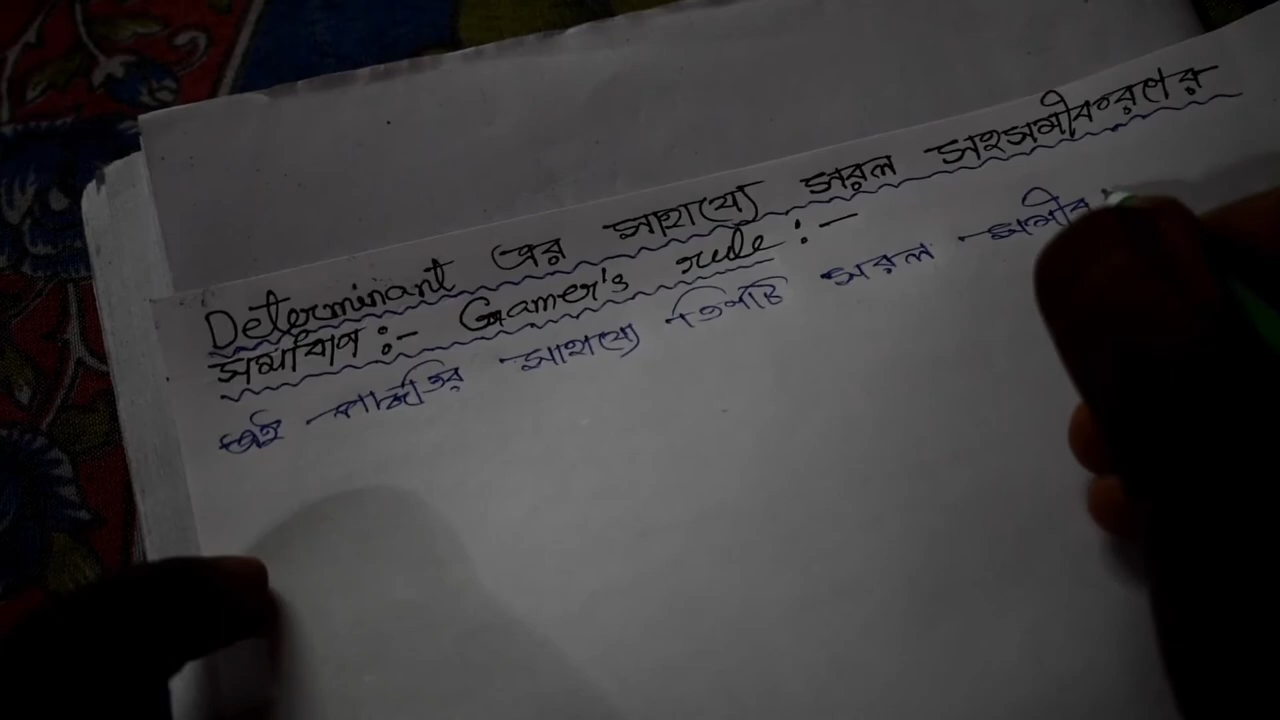 Determinant এর সাহায্যে সরল সহসমীকরণের
সমাধান :- Cramer's rule :-
এই পদ্ধতির সাহায্যে তিনটি সরল সমীক